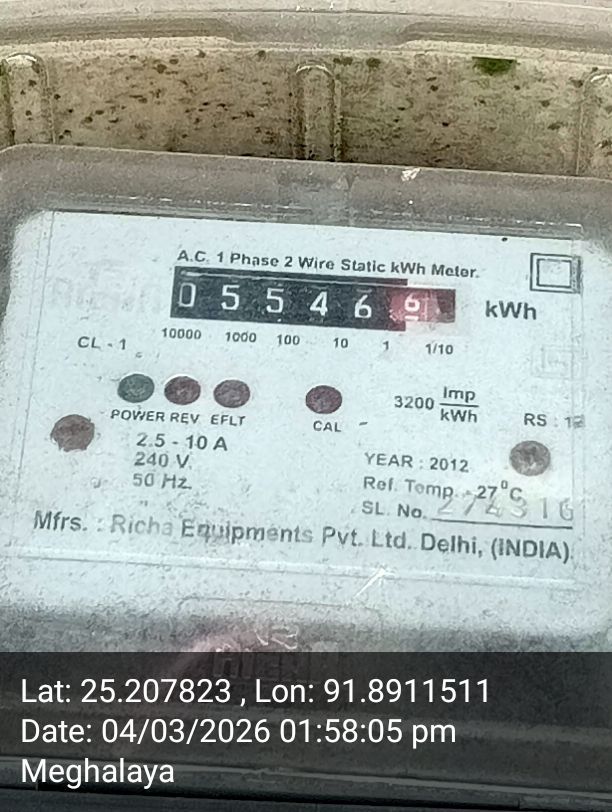 A.C. 1 Phase 2 Wire Static kWh Meter.
0 5 5 4 6 6 kWh
CL - 1 10000 1000 100 10 1 1/10
3200 Imp/kWh
POWER REV EFLT CAL RS : 12
2.5 - 10 A
240 V.
50 Hz.
YEAR : 2012
Ref. Temp. - 27°C
SL. No.
Mfrs. : Richa Equipments Pvt. Ltd. Delhi, (INDIA)
Lat: 25.207823 , Lon: 91.8911511
Date: 04/03/2026 01:58:05 pm
Meghalaya